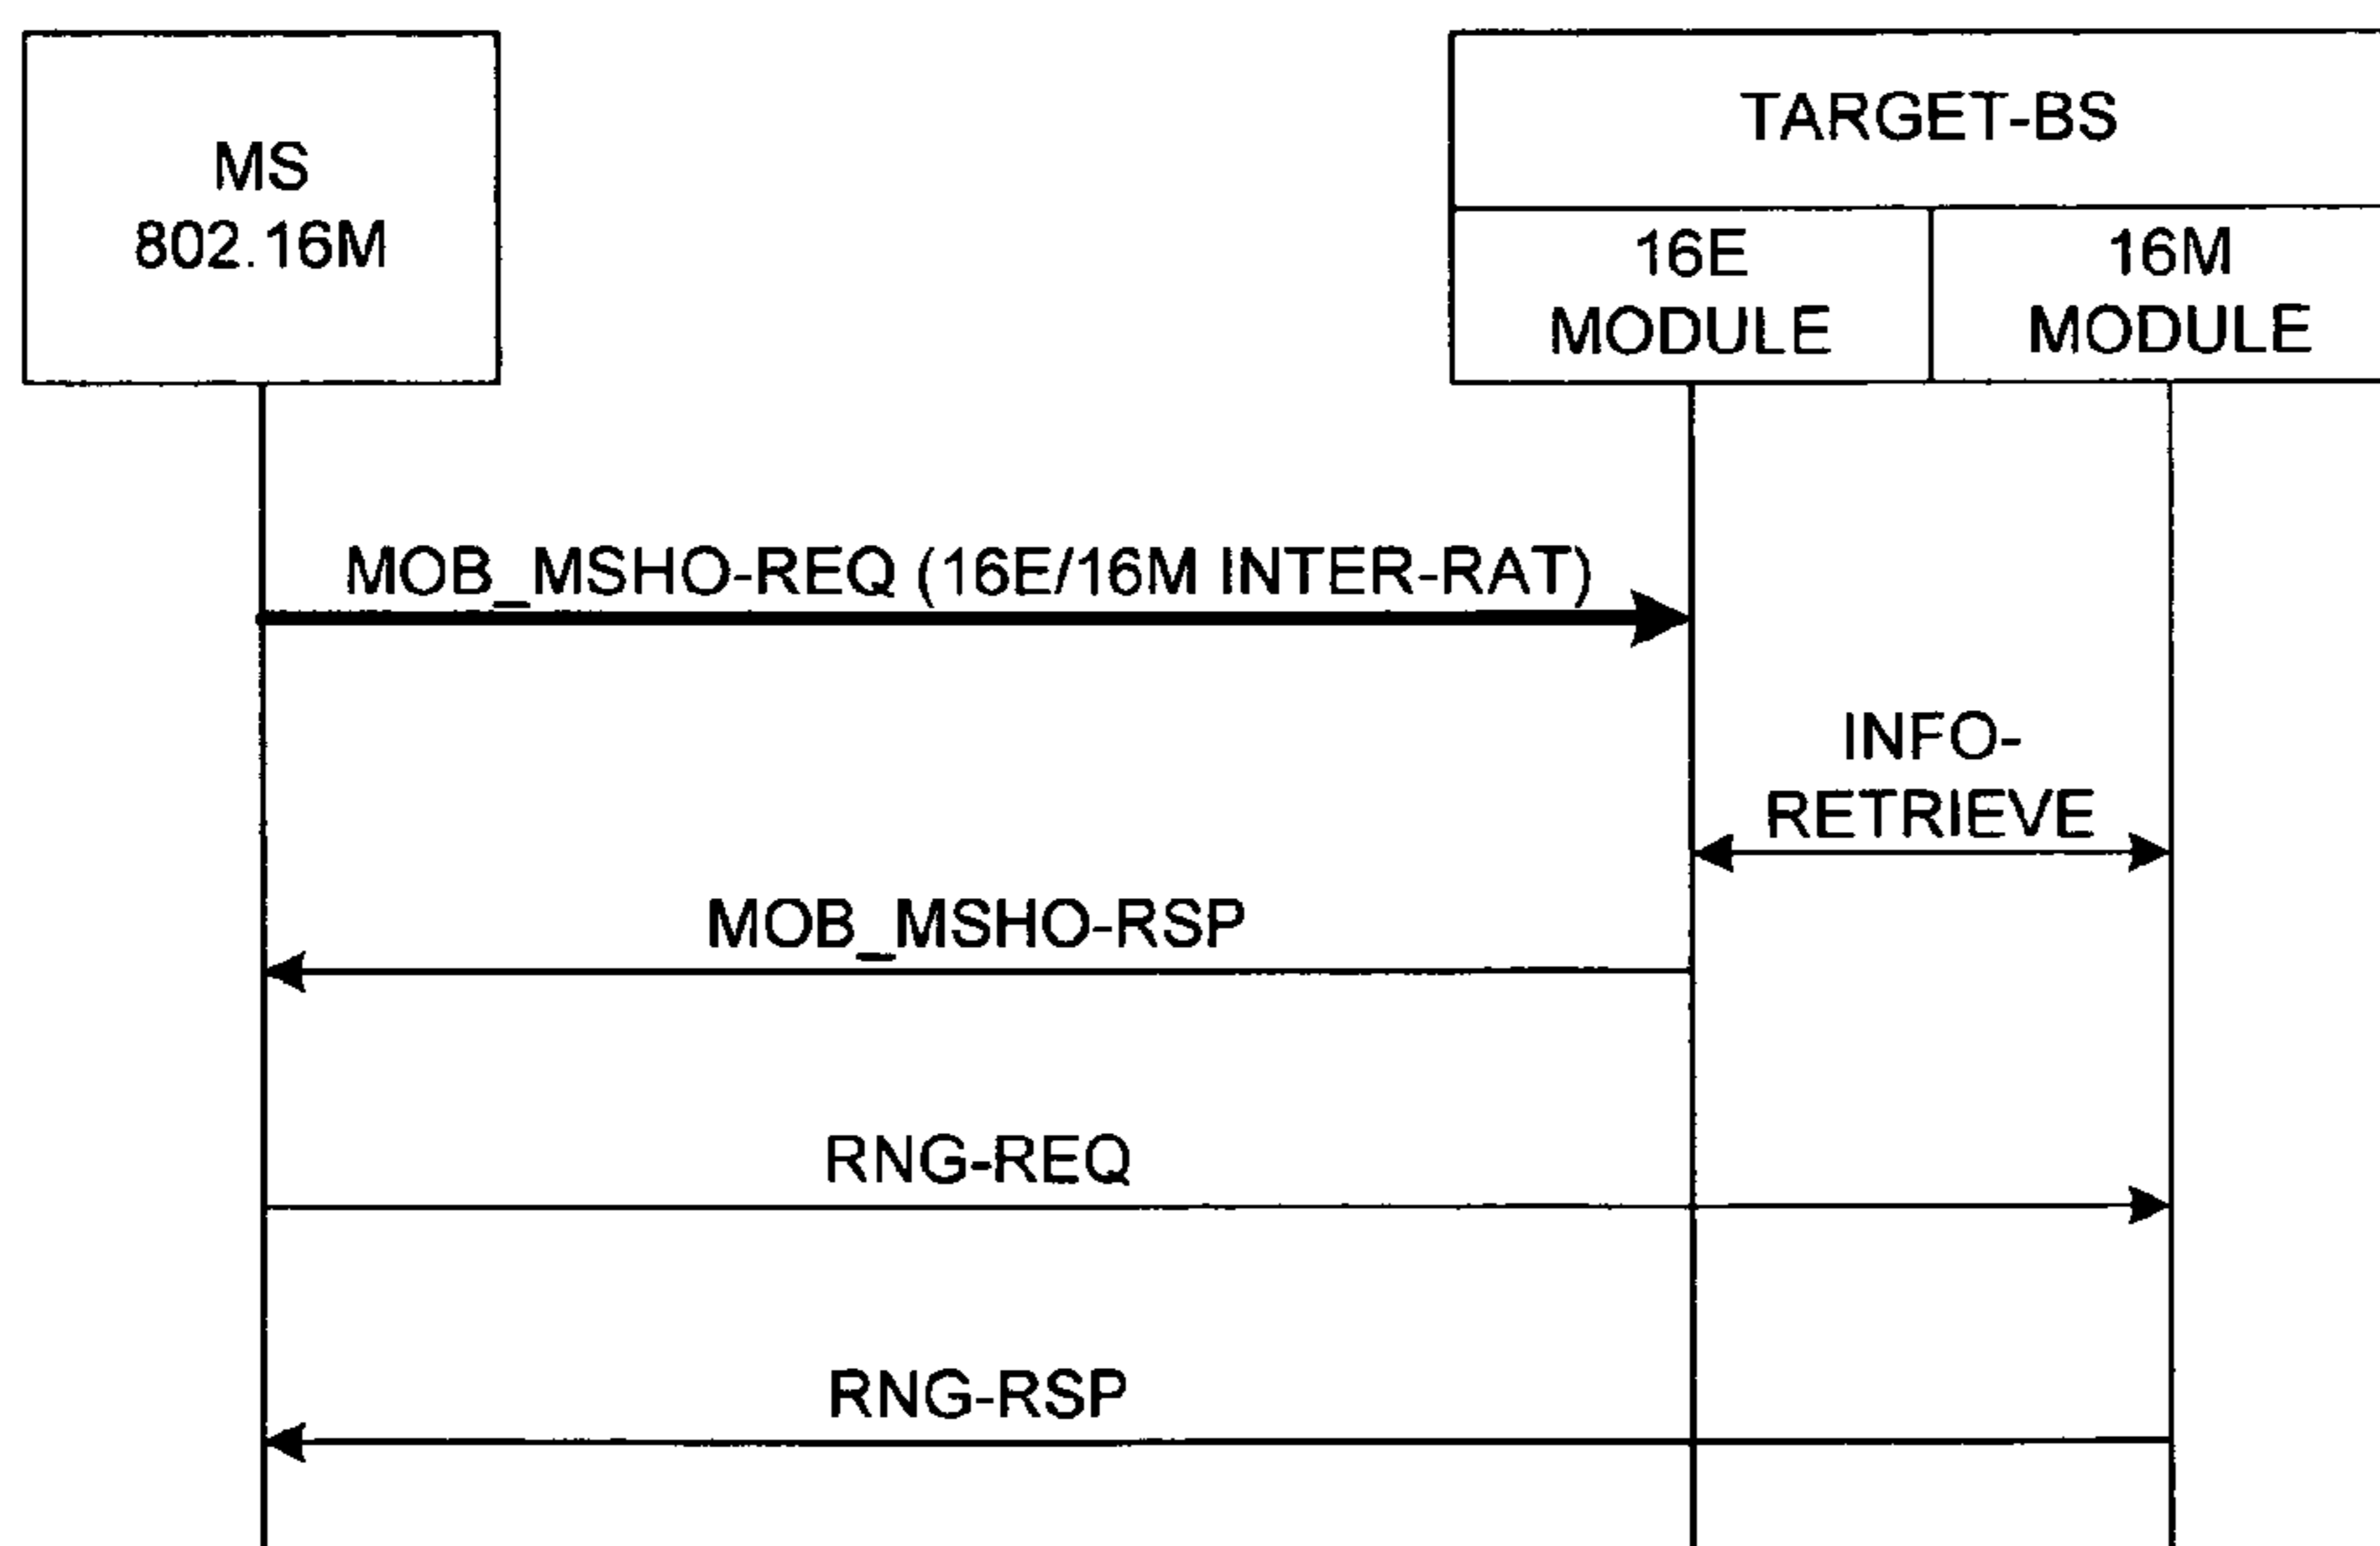 MS
802.16M
TARGET-BS
16E
MODULE
16M
MODULE
MOB_MSHO-REQ (16E/16M INTER-RAT)
INFO-
RETRIEVE
MOB_MSHO-RSP
RNG-REQ
RNG-RSP